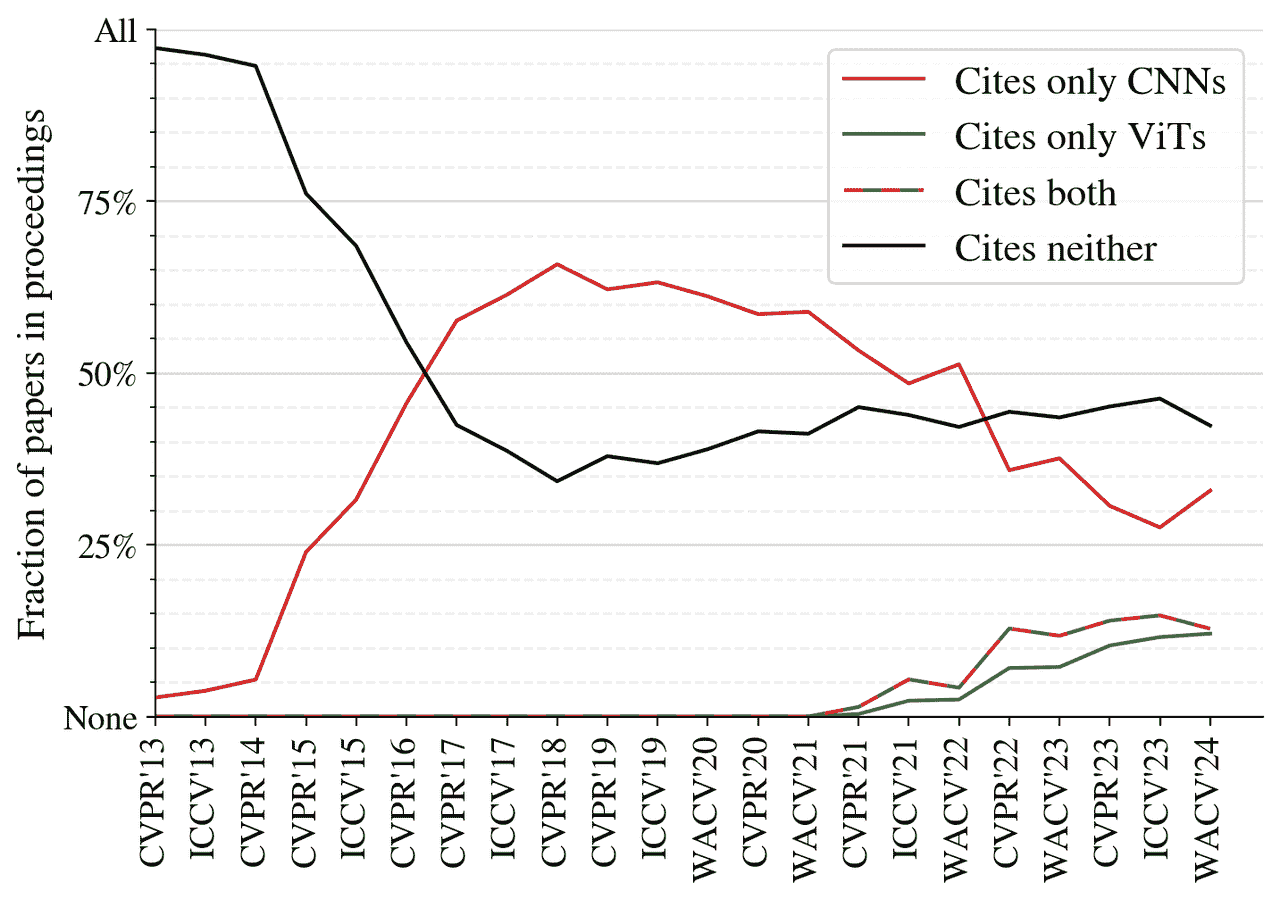 Fraction of papers in proceedings
All
75%
50%
25%
None
Cites only CNNs
Cites only ViTs
Cites both
Cites neither
CVPR'13
ICCV'13
CVPR'14
CVPR'15
ICCV'15
CVPR'16
CVPR'17
ICCV'17
CVPR'18
CVPR'19
ICCV'19
WACV'20
CVPR'20
WACV'21
CVPR'21
ICCV'21
WACV'22
CVPR'22
WACV'23
CVPR'23
ICCV'23
WACV'24